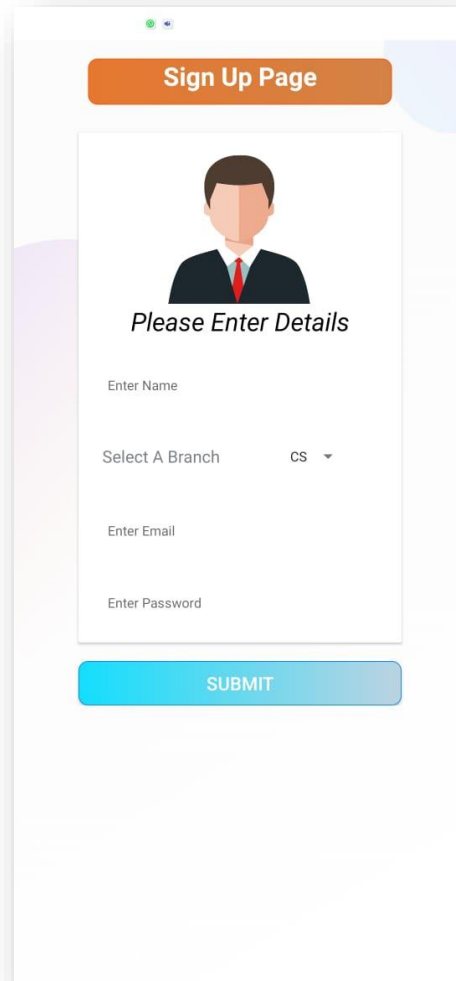 Sign Up Page
Please Enter Details
Enter Name
Select A Branch CS
Enter Email
Enter Password
SUBMIT